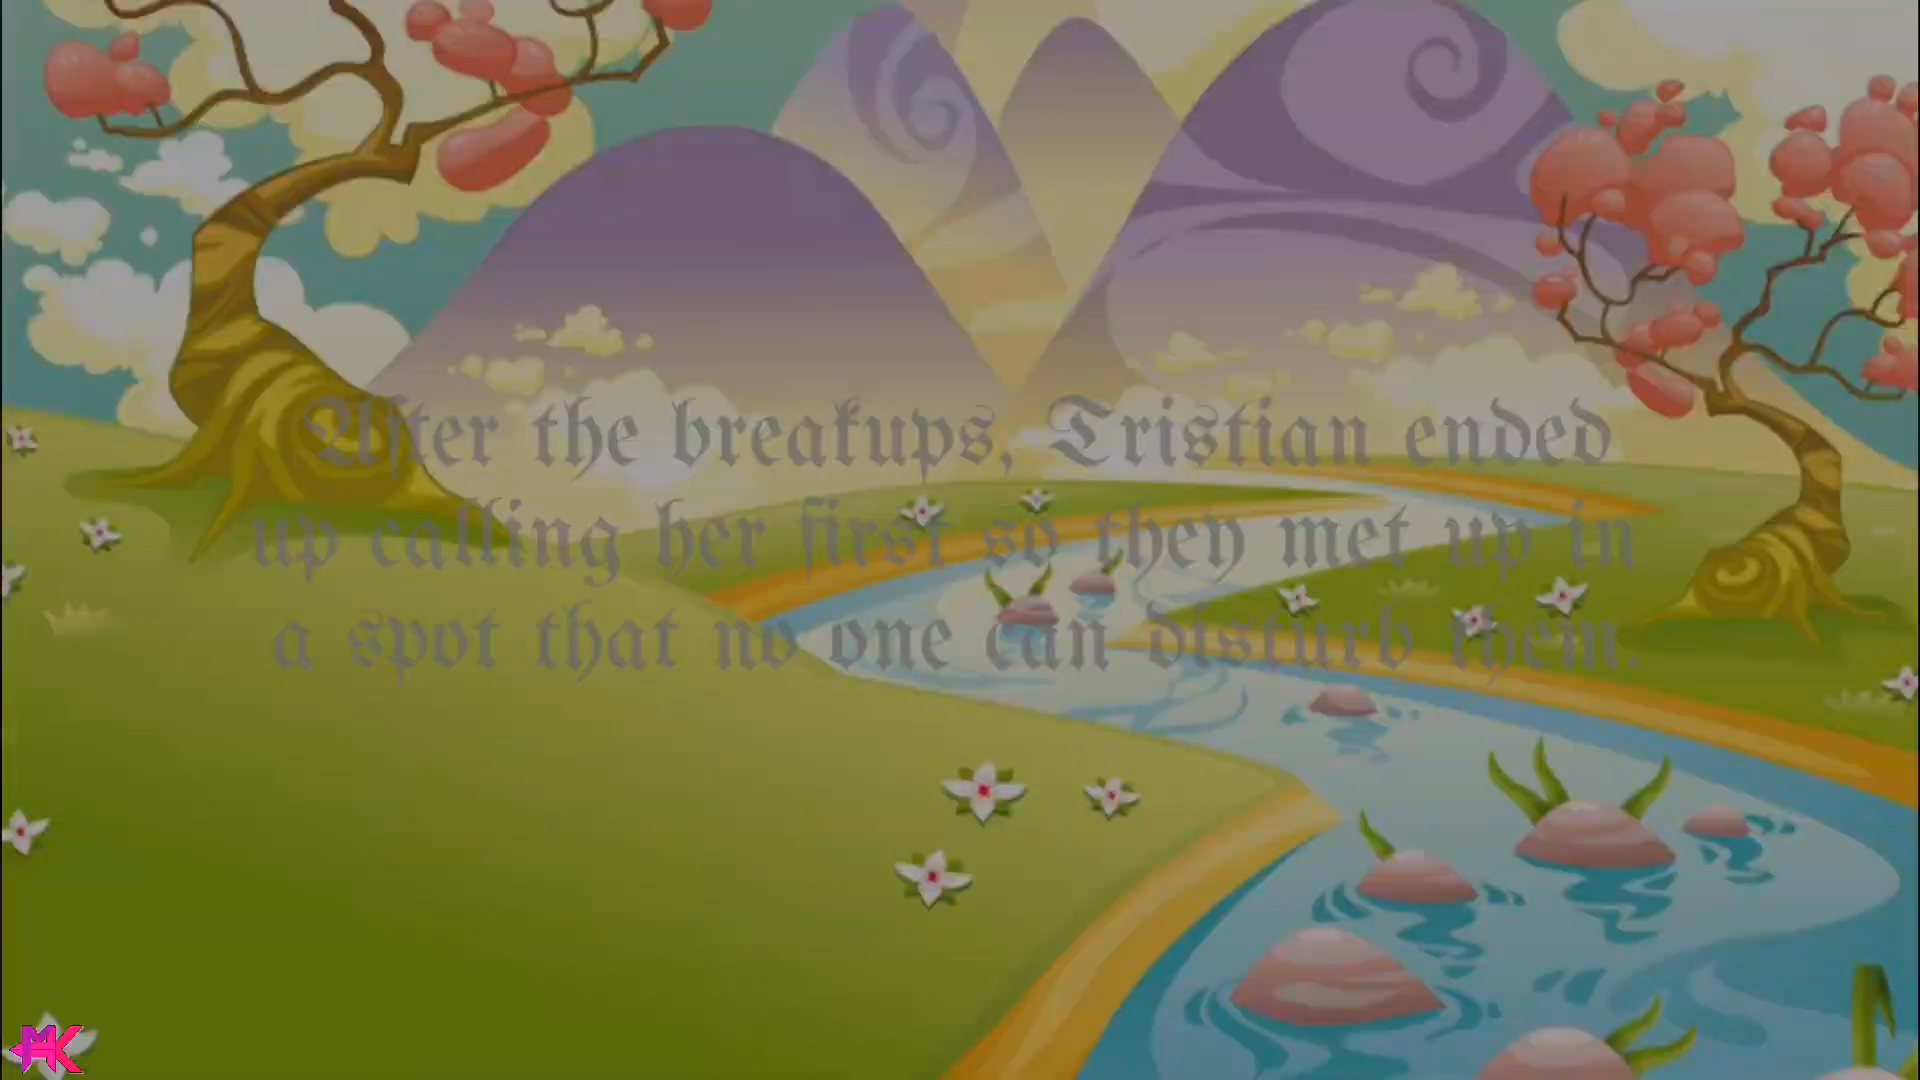 After the breakups, Tristian ended
up calling her first so they met up in
a spot that no one can disturb them.
MK